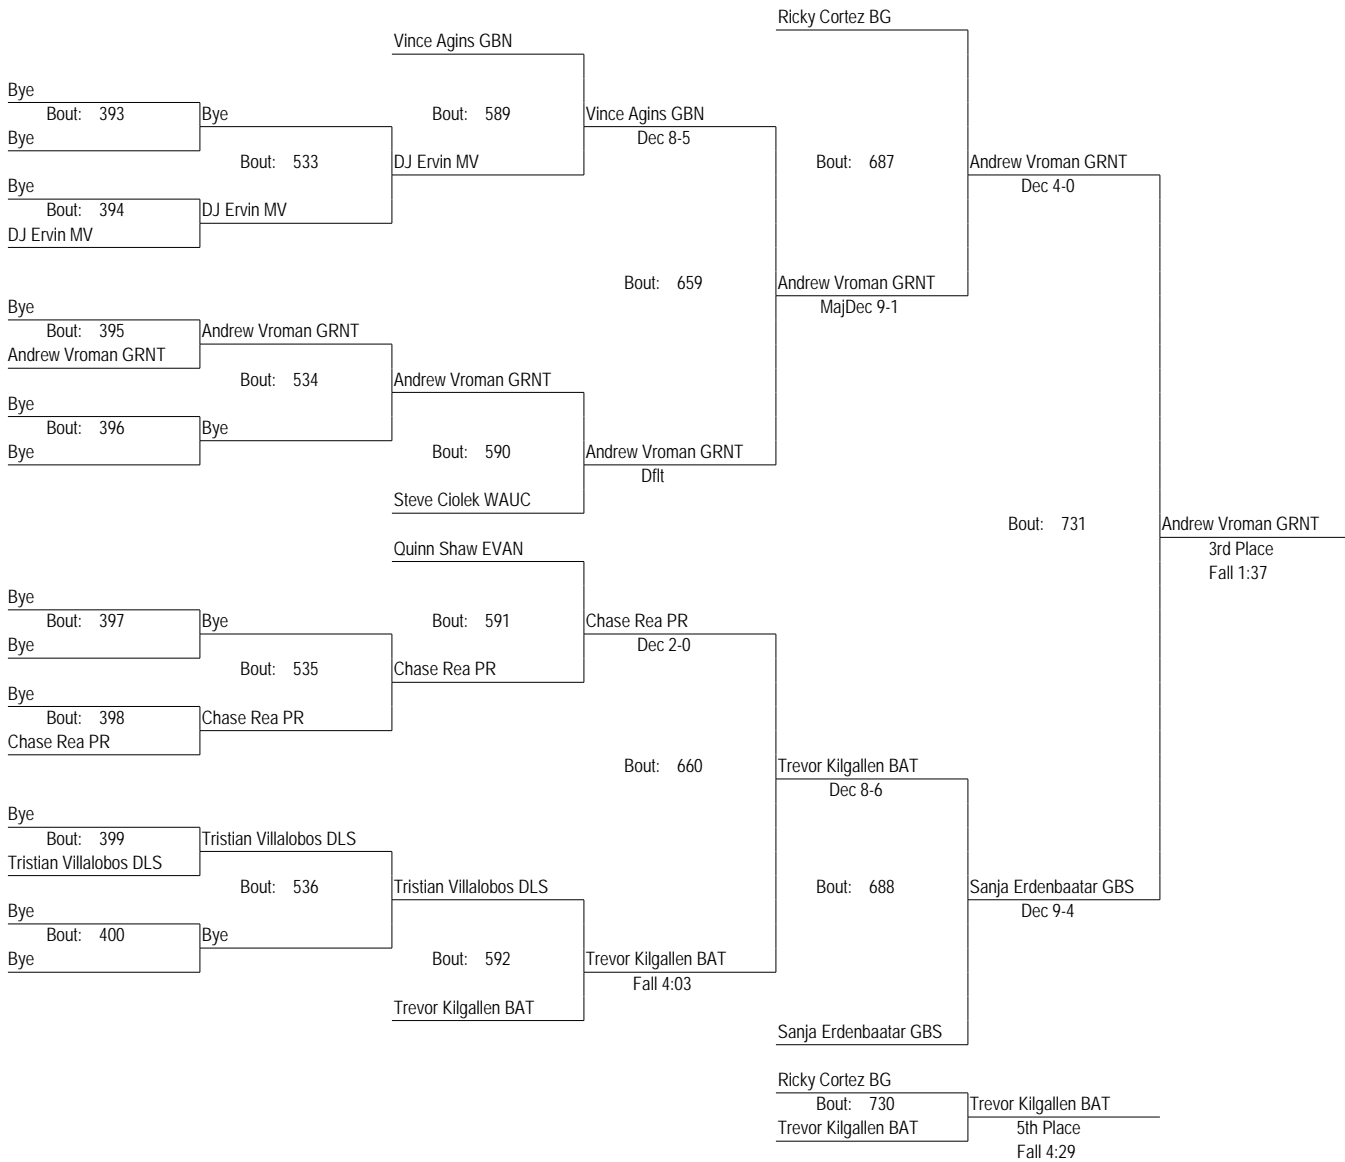 Ricky Cortez BG
Vince Agins GBN
Bye
Bout: 393
Bye
Bout: 589
Vince Agins GBN
Bye
Dec 8-5
Bout: 533
DJ Ervin MV
Bout: 687
Andrew Vroman GRNT
Bye
Dec 4-0
Bout: 394
DJ Ervin MV
DJ Ervin MV
Bout: 659
Andrew Vroman GRNT
Bye
MajDec 9-1
Bout: 395
Andrew Vroman GRNT
Andrew Vroman GRNT
Bout: 534
Andrew Vroman GRNT
Bye
Bout: 396
Bye
Bye
Bout: 590
Andrew Vroman GRNT
Dflt
Steve Ciolek WAUC
Bout: 731
Andrew Vroman GRNT
3rd Place
Fall 1:37
Quinn Shaw EVAN
Bye
Bout: 397
Bye
Bout: 591
Chase Rea PR
Bye
Dec 2-0
Bout: 535
Chase Rea PR
Bye
Bout: 398
Chase Rea PR
Chase Rea PR
Bout: 660
Trevor Kilgallen BAT
Dec 8-6
Bye
Bout: 399
Tristian Villalobos DLS
Tristian Villalobos DLS
Bout: 536
Tristian Villalobos DLS
Bout: 688
Sanja Erdenbaatar GBS
Dec 9-4
Bye
Bout: 400
Bye
Bye
Bout: 592
Trevor Kilgallen BAT
Fall 4:03
Trevor Kilgallen BAT
Sanja Erdenbaatar GBS
Ricky Cortez BG
Bout: 730
Trevor Kilgallen BAT
Trevor Kilgallen BAT
5th Place
Fall 4:29